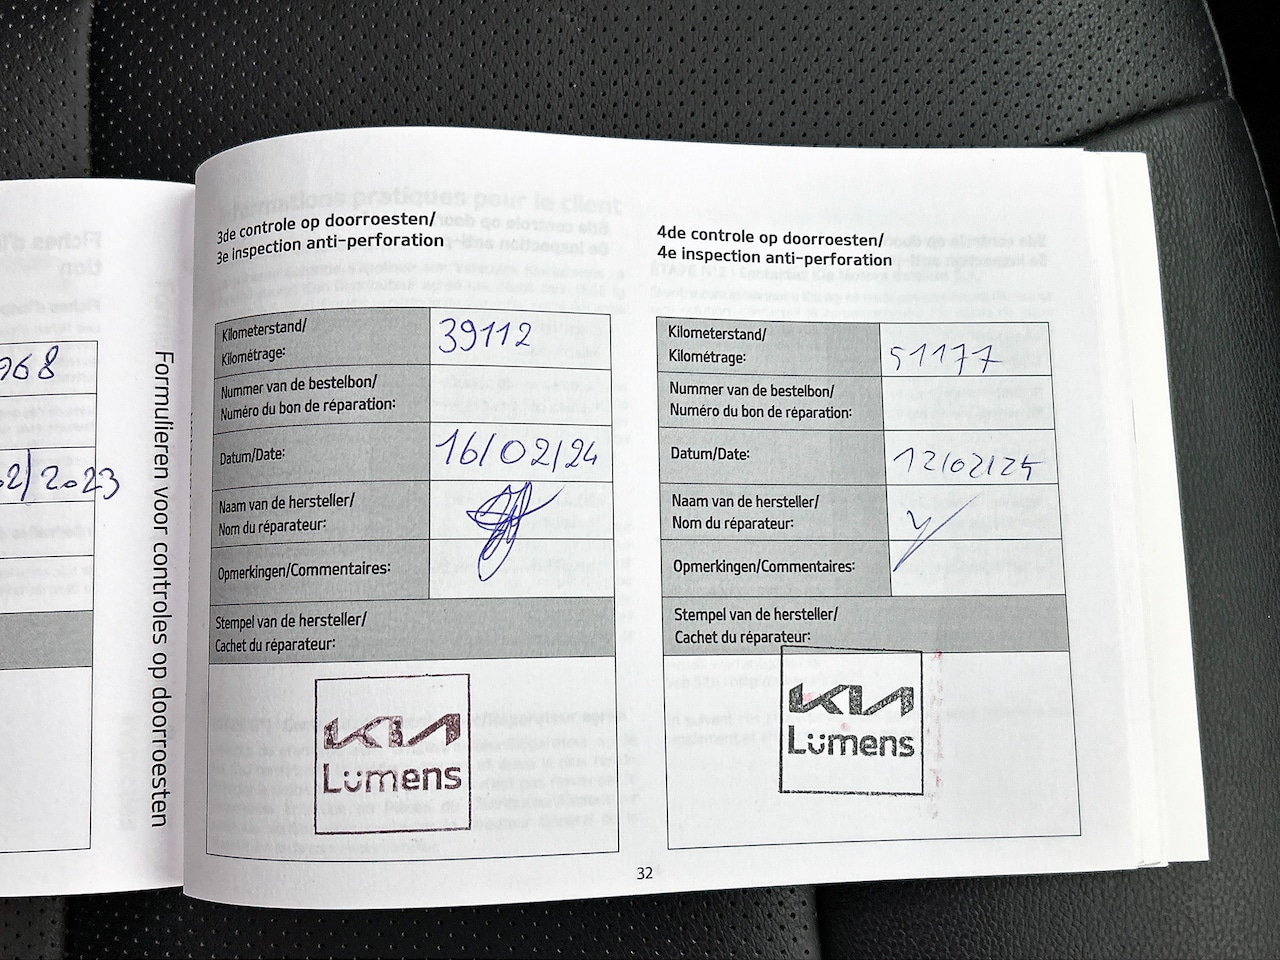 968
02/2023
Formulieren voor controles op doorroesten
3de controle op doorroesten/
3e inspection anti-perforation
Kilometerstand/
Kilométrage:
39112
Nummer van de bestelbon/
Numéro du bon de réparation:
Datum/Date:
16/02/24
Naam van de hersteller/
Nom du réparateur:
Opmerkingen/Commentaires:
Stempel van de hersteller/
Cachet du réparateur:
KIA
Lumens
4de controle op doorroesten/
4e inspection anti-perforation
Kilometerstand/
Kilométrage:
51177
Nummer van de bestelbon/
Numéro du bon de réparation:
Datum/Date:
12/02/25
Naam van de hersteller/
Nom du réparateur:
Opmerkingen/Commentaires:
Stempel van de hersteller/
Cachet du réparateur:
KIA
Lumens
32